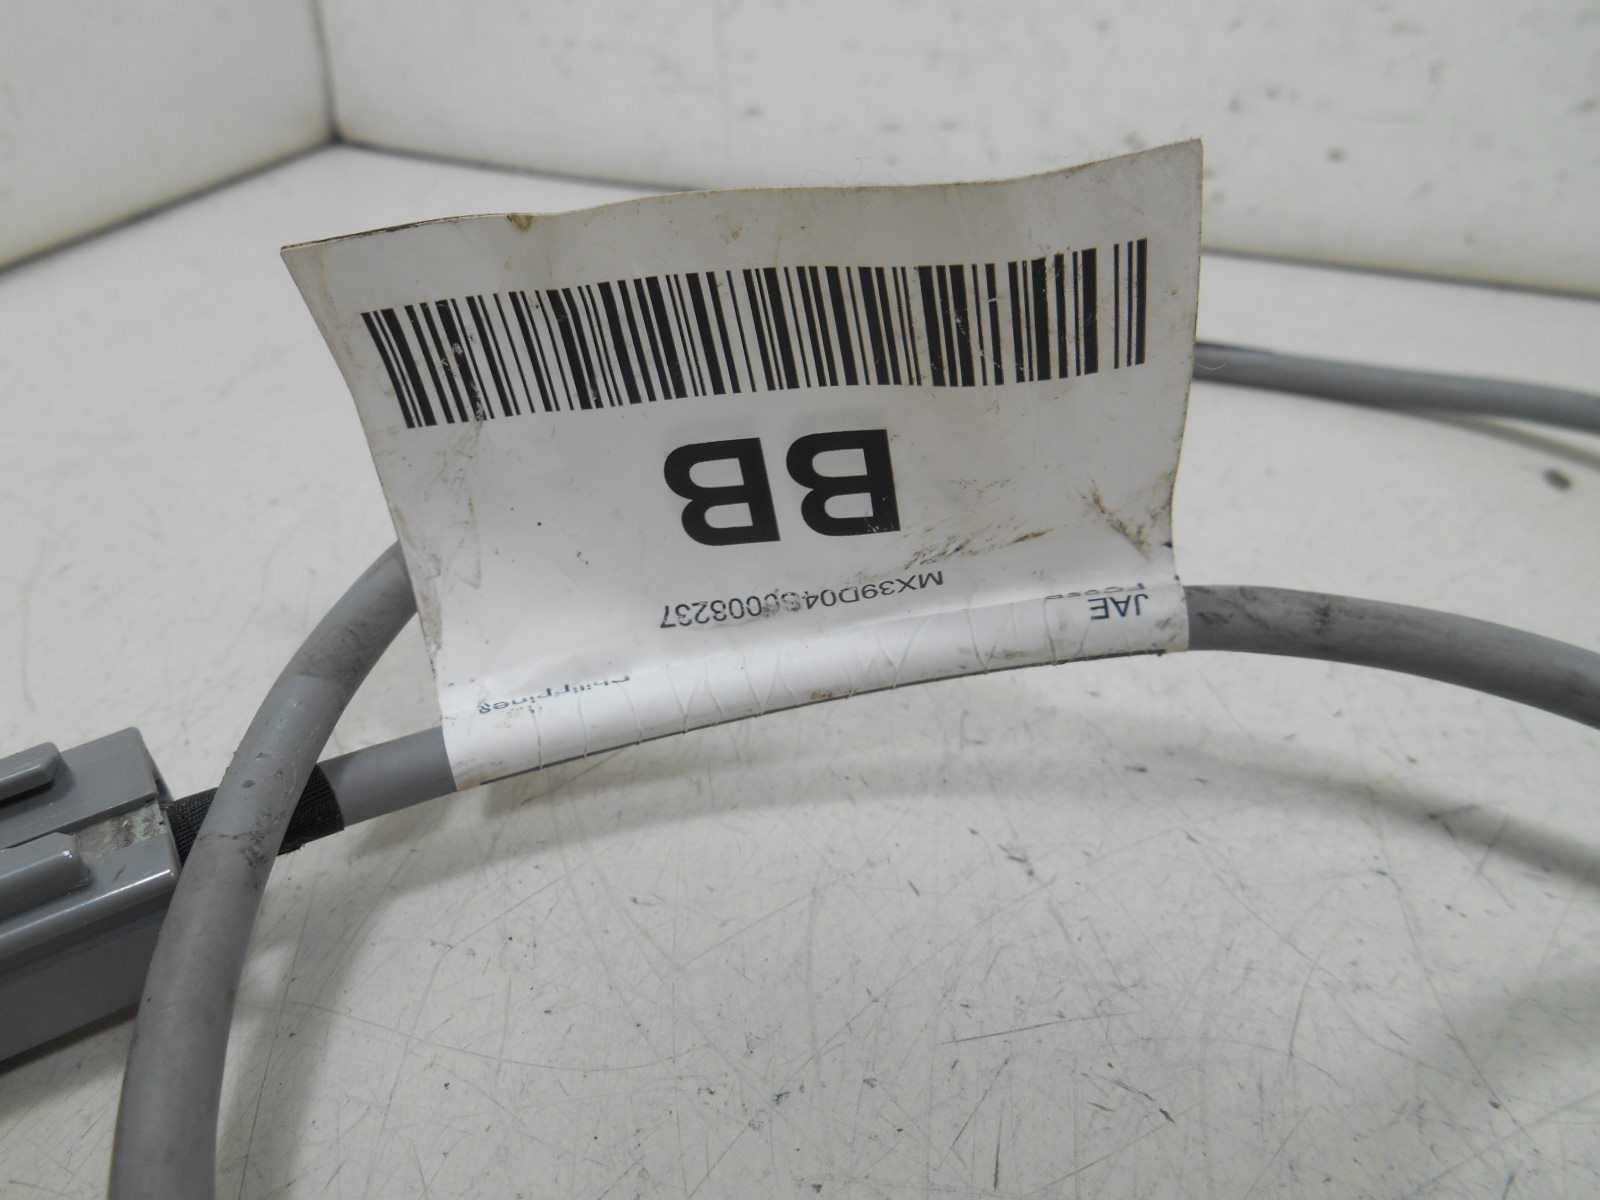 JAE
Philippines
MX39D04S0008237
BB